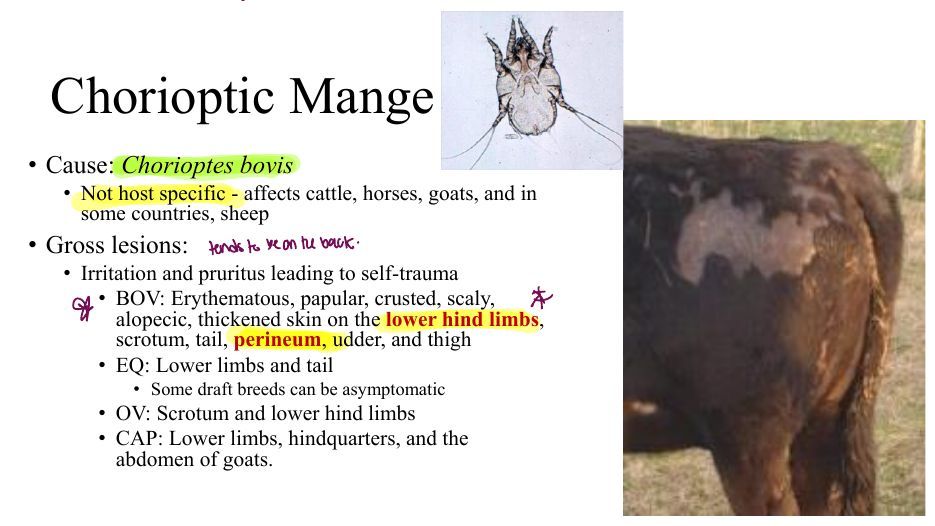 Chorioptic Mange
• Cause: Chorioptes bovis
• Not host specific - affects cattle, horses, goats, and in
some countries, sheep
• Gross lesions: tends to be on the back.
• Irritation and pruritus leading to self-trauma
• BOV: Erythematous, papular, crusted, scaly,
alopecic, thickened skin on the lower hind limbs,
scrotum, tail, perineum, udder, and thigh
• EQ: Lower limbs and tail
• Some draft breeds can be asymptomatic
• OV: Scrotum and lower hind limbs
• CAP: Lower limbs, hindquarters, and the
abdomen of goats.